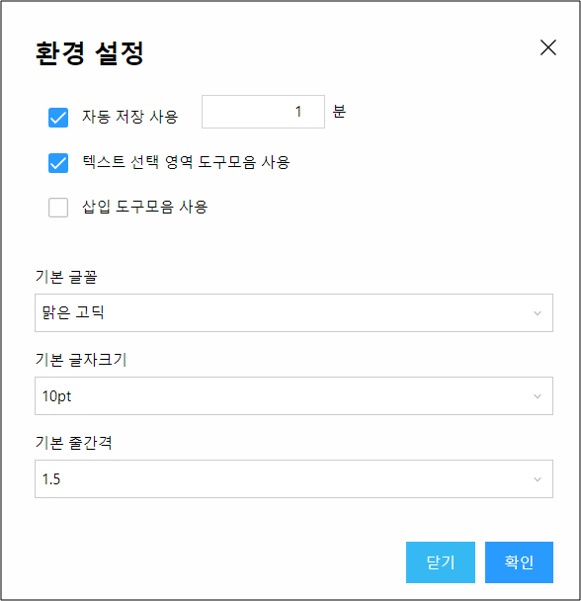 환경 설정
자동 저장 사용 1 분
텍스트 선택 영역 도구모음 사용
삽입 도구모음 사용
기본 글꼴
맑은 고딕
기본 글자크기
10pt
기본 줄간격
1.5
닫기 확인